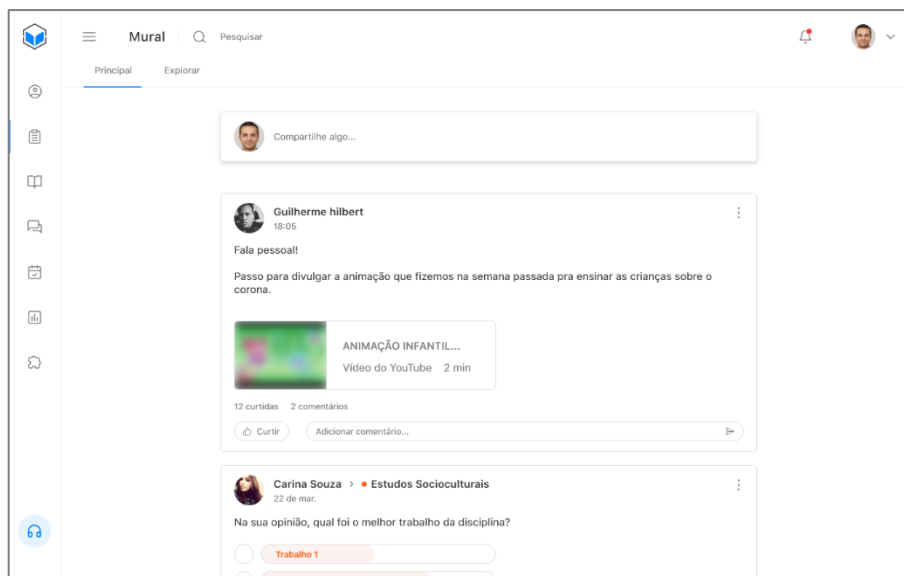 Mural
Pesquisar
Principal
Explorar
Compartilhe algo...
Guilherme hilbert
18:05
Fala pessoal!
Passo para divulgar a animação que fizemos na semana passada pra ensinar as crianças sobre o
corona.
ANIMAÇÃO INFANTIL...
Vídeo do YouTube 2 min
12 curtidas 2 comentários
Curtir
Adicionar comentário...
Carina Souza > • Estudos Socioculturais
22 de mar.
Na sua opinião, qual foi o melhor trabalho da disciplina?
Trabalho 1